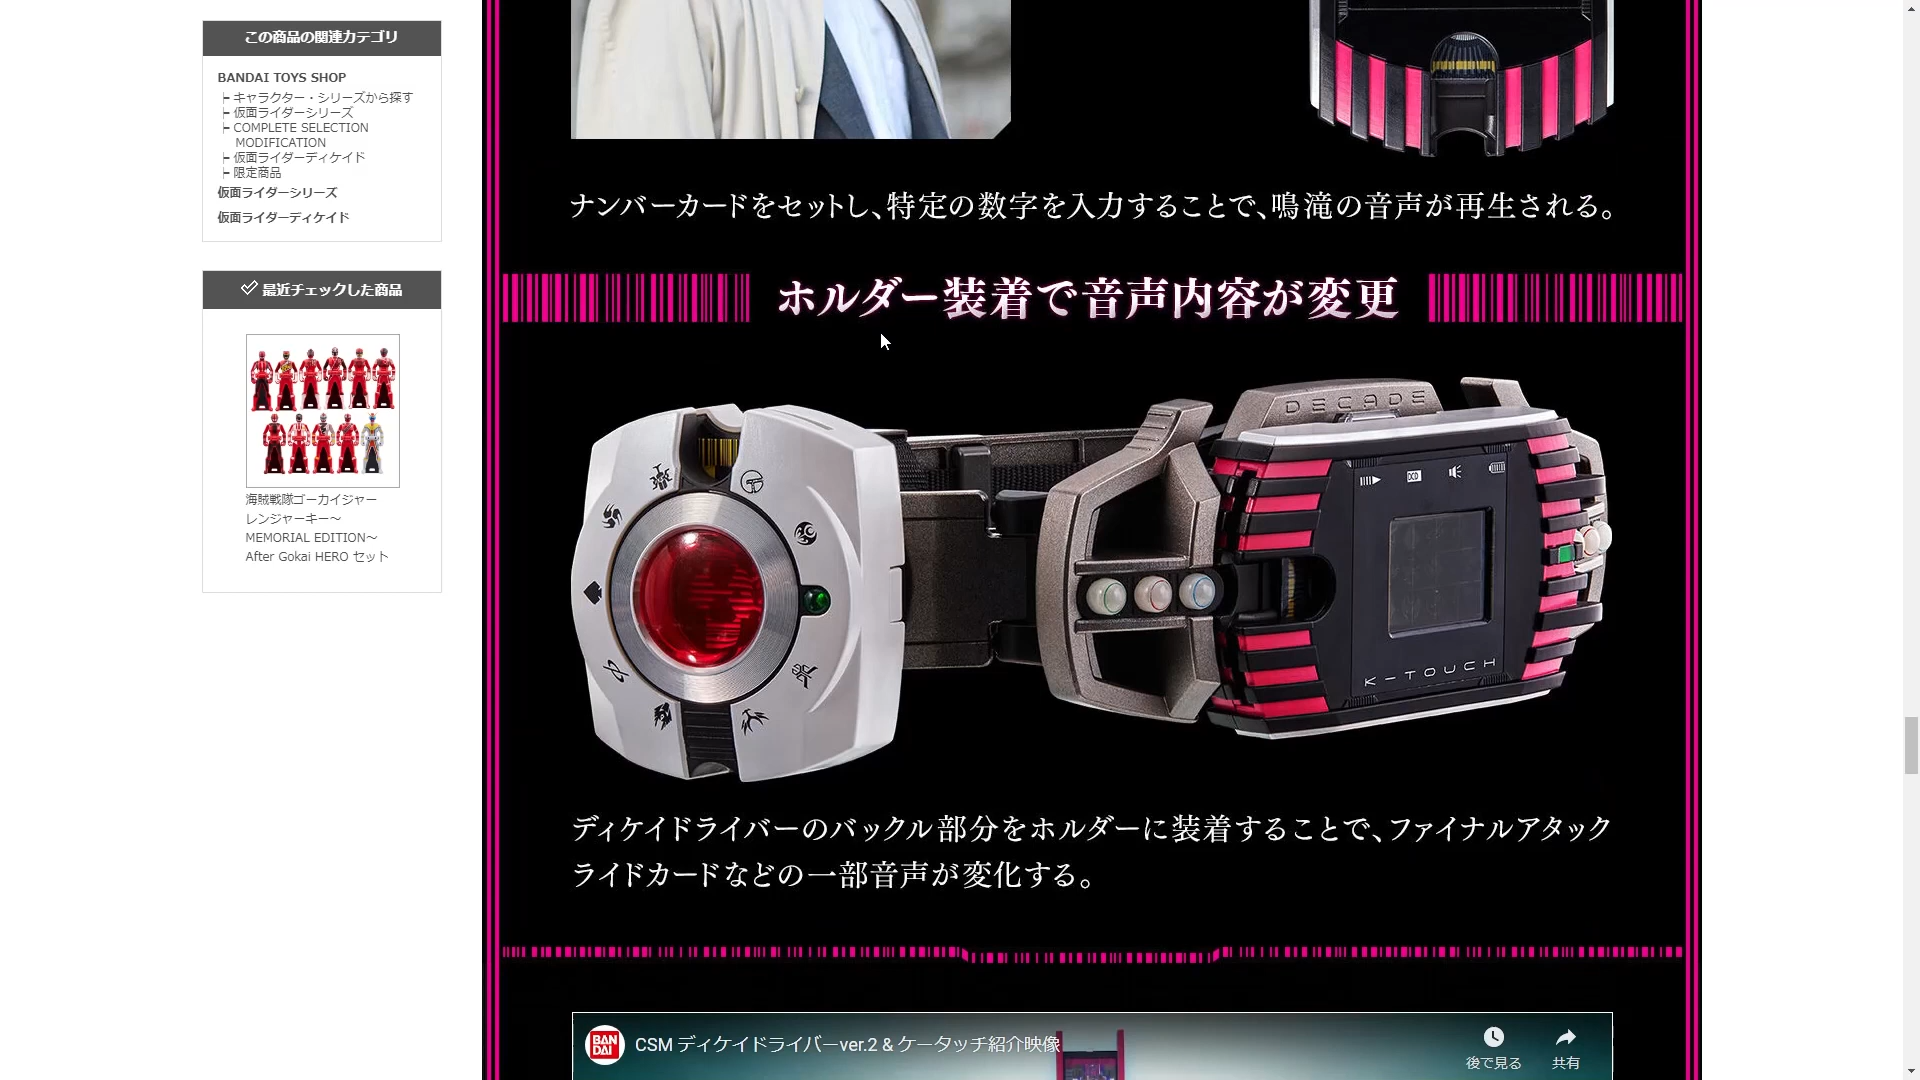 この商品の関連カテゴリ
BANDAI TOYS SHOP
┣ キャラクター・シリーズから探す
┣ 仮面ライダーシリーズ
┣ COMPLETE SELECTION
MODIFICATION
┣ 仮面ライダーディケイド
┣ 限定商品
仮面ライダーシリーズ
仮面ライダーディケイド
最近チェックした商品
海賊戦隊ゴーカイジャー
レンジャーキー～
MEMORIAL EDITION～
After Gokai HERO セット
ナンバーカードをセットし、特定の数字を入力することで、鳴滝の音声が再生される。
ホルダー装着で音声内容が変更
DECADE
DCD
K-TOUCH
ディケイドライバーのバックル部分をホルダーに装着することで、ファイナルアタック
ライドカードなどの一部音声が変化する。
BAN
DAI
CSM ディケイドライバーver.2 & ケータッチ紹介映像
後で見る
共有